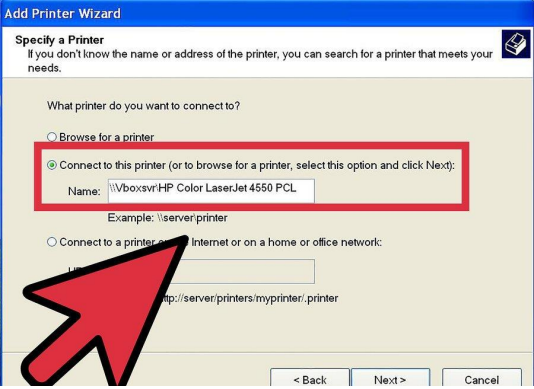 Add Printer Wizard
Specify a Printer
If you don't know the name or address of the printer, you can search for a printer that meets your
needs.
What printer do you want to connect to?
Browse for a printer
Connect to this printer (or to browse for a printer, select this option and click Next):
Name: \\Vboxsvr\HP Color LaserJet 4550 PCL
Example: \\server\printer
Connect to a printer Internet or on a home or office network:
://server/printers/myprinter/.printer
< Back Next > Cancel